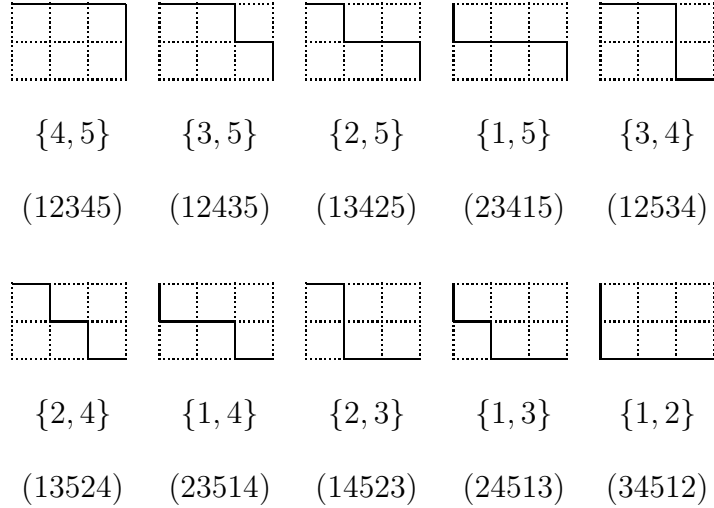 {4, 5} {3, 5} {2, 5} {1, 5} {3, 4}
(12345) (12435) (13425) (23415) (12534)
{2, 4} {1, 4} {2, 3} {1, 3} {1, 2}
(13524) (23514) (14523) (24513) (34512)